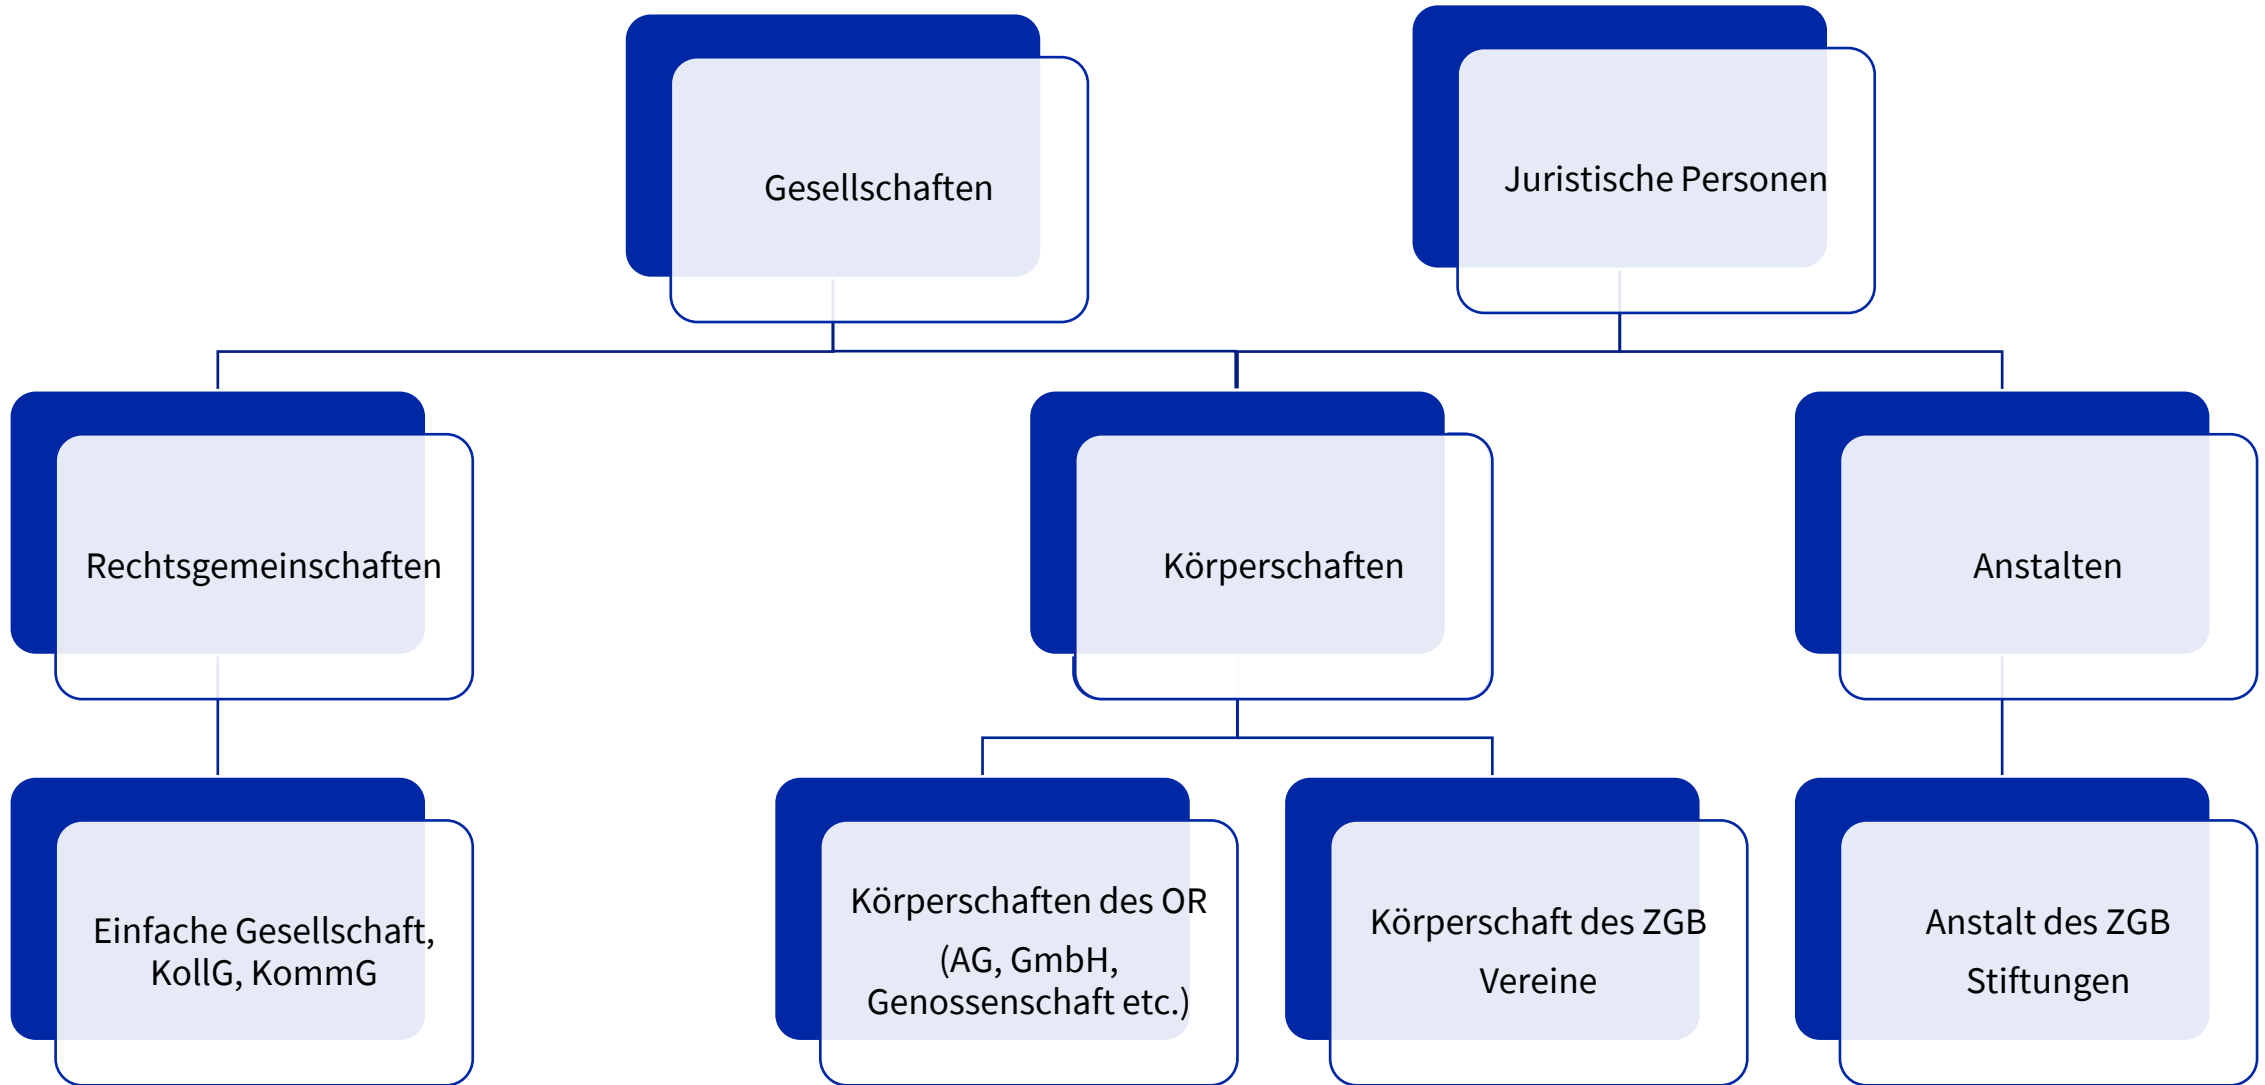 Gesellschaften
Juristische Personen
Rechtsgemeinschaften
Körperschaften
Anstalten
Einfache Gesellschaft,
KollG, KommG
Körperschaften des OR
(AG, GmbH,
Genossenschaft etc.)
Körperschaft des ZGB
Vereine
Anstalt des ZGB
Stiftungen